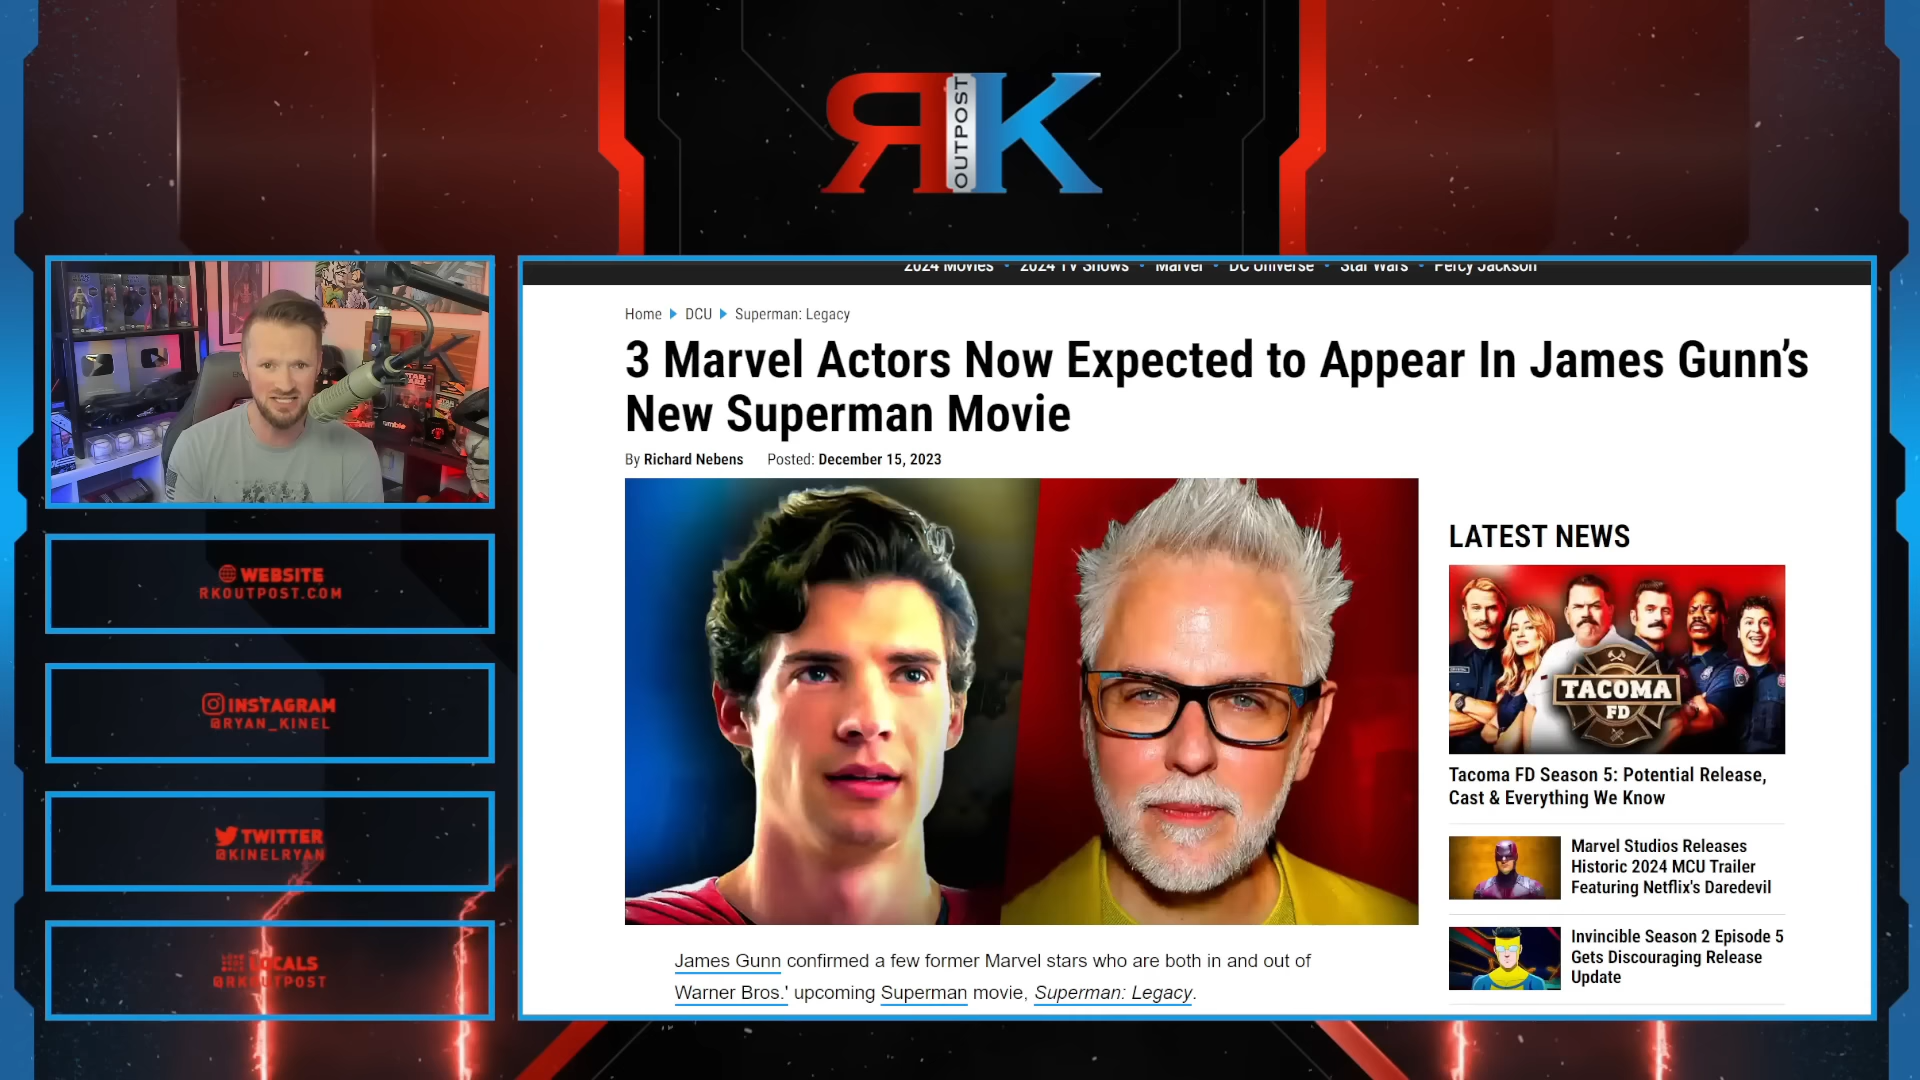 RK
OUTPOST
2024 Movies - 2024 TV Shows - Marvel - DC Universe - Star Wars - Percy Jackson
Home ▶ DCU ▶ Superman: Legacy
3 Marvel Actors Now Expected to Appear In James Gunn's
New Superman Movie
By Richard Nebens Posted: December 15, 2023
WEBSITE
RKOUTPOST.COM
INSTAGRAM
@RYAN_KINEL
TWITTER
@KINELRYAN
LOCALS
@RKOUTPOST
LATEST NEWS
TACOMA
FD
Tacoma FD Season 5: Potential Release,
Cast & Everything We Know
Marvel Studios Releases
Historic 2024 MCU Trailer
Featuring Netflix's Daredevil
Invincible Season 2 Episode 5
Gets Discouraging Release
Update
James Gunn confirmed a few former Marvel stars who are both in and out of
Warner Bros.' upcoming Superman movie, Superman: Legacy.